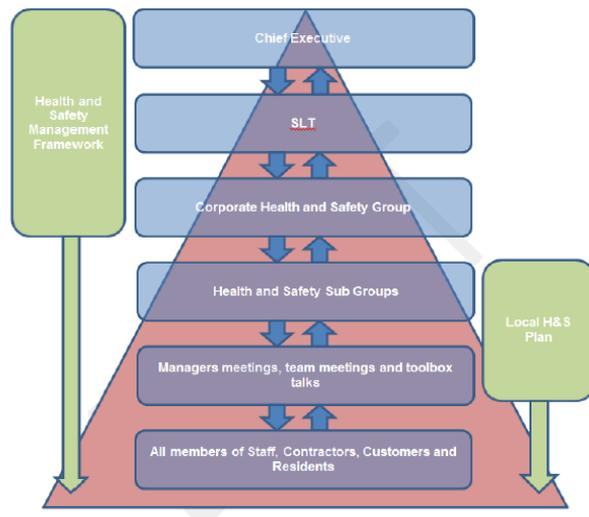 Chief Executive
Health and
Safety
Management
Framework
SLT
Corporate Health and Safety Group
Health and Safety Sub Groups
Local H&S
Plan
Managers meetings, team meetings and toolbox
talks
All members of Staff, Contractors, Customers and
Residents